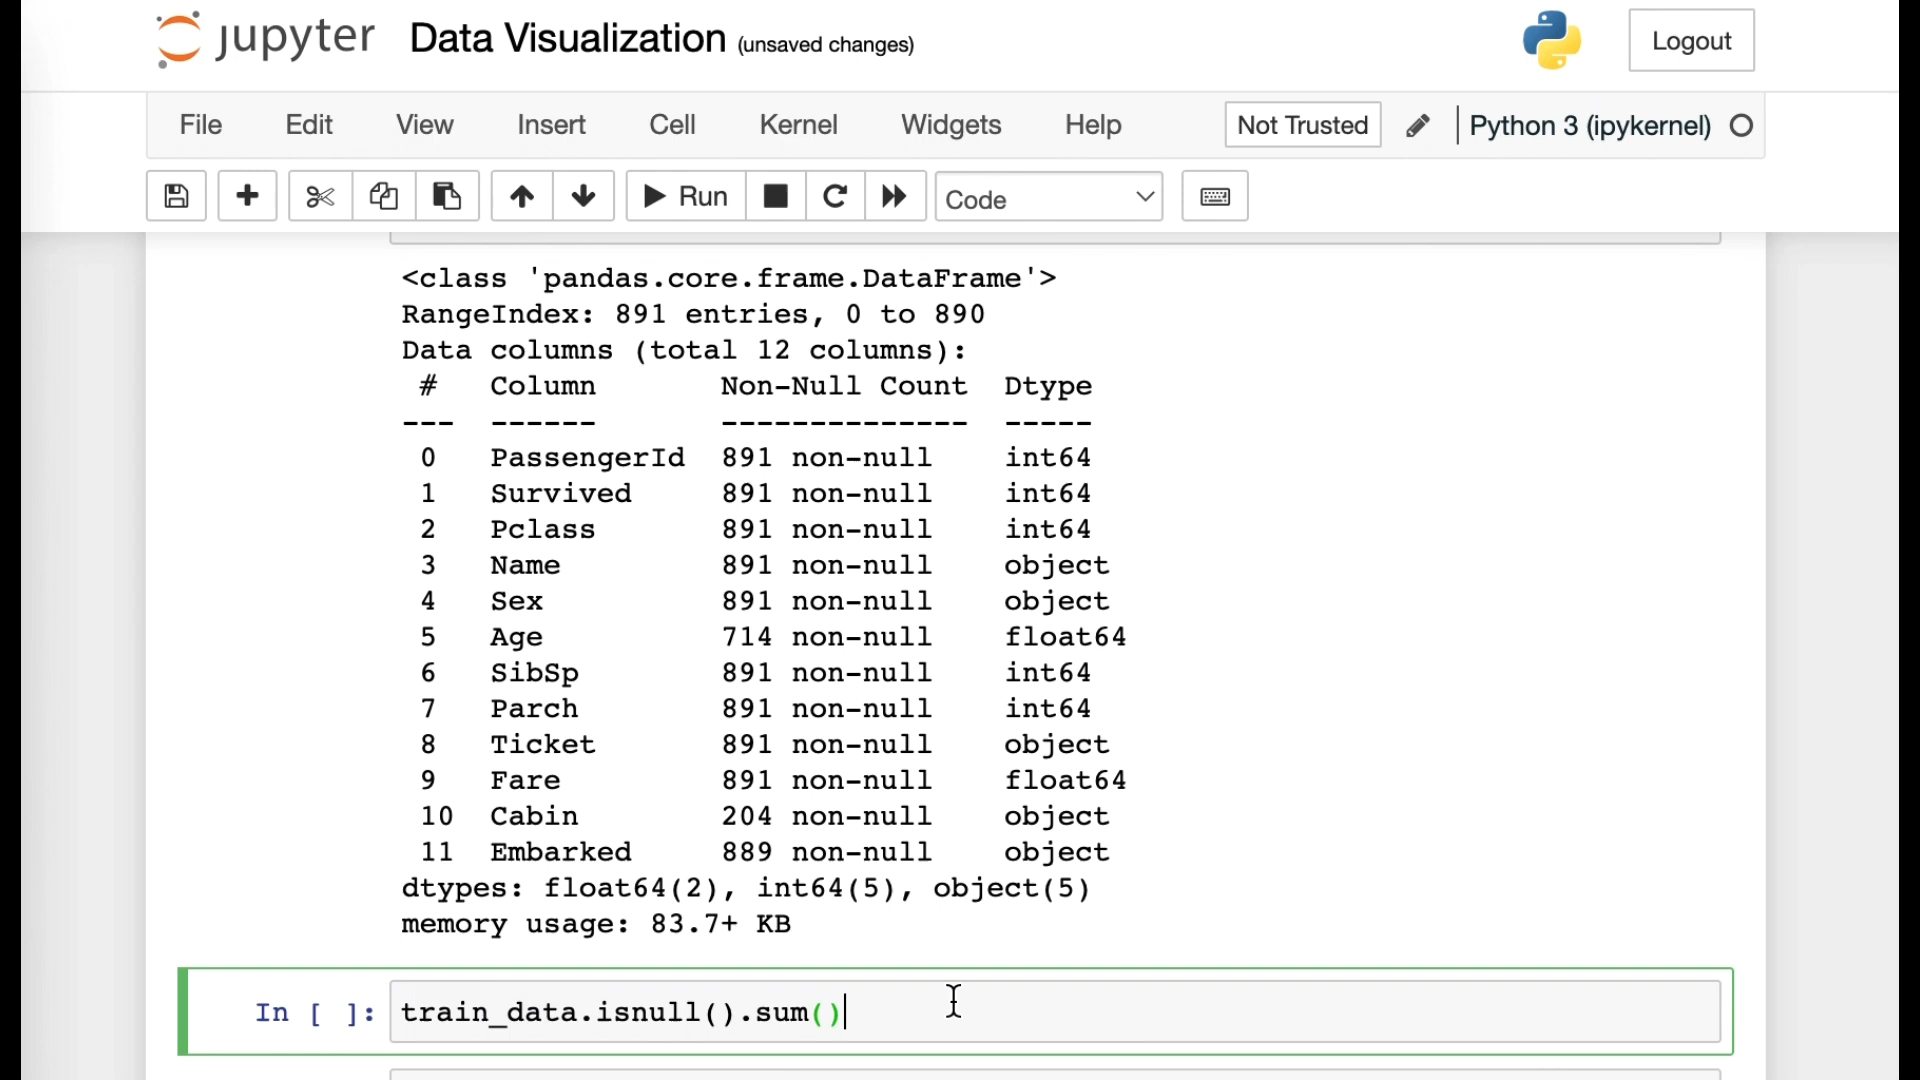 jupyter Data Visualization (unsaved changes) Logout
File Edit View Insert Cell Kernel Widgets Help Not Trusted Python 3 (ipykernel)
Run Code
<class 'pandas.core.frame.DataFrame'>
RangeIndex: 891 entries, 0 to 890
Data columns (total 12 columns):
 #   Column       Non-Null Count  Dtype
---  ------       --------------  -----
 0   PassengerId  891 non-null    int64
 1   Survived     891 non-null    int64
 2   Pclass       891 non-null    int64
 3   Name         891 non-null    object
 4   Sex          891 non-null    object
 5   Age          714 non-null    float64
 6   SibSp        891 non-null    int64
 7   Parch        891 non-null    int64
 8   Ticket       891 non-null    object
 9   Fare         891 non-null    float64
 10  Cabin        204 non-null    object
 11  Embarked     889 non-null    object
dtypes: float64(2), int64(5), object(5)
memory usage: 83.7+ KB
In [ ]: train_data.isnull().sum()